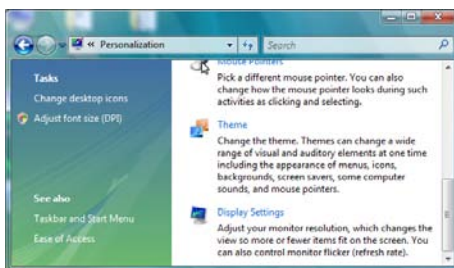 « Personalization
Search
Tasks
Change desktop icons
Adjust font size (DPI)
See also
Taskbar and Start Menu
Ease of Access
Mouse Pointers
Pick a different mouse pointer. You can also
change how the mouse pointer looks during such
activities as clicking and selecting.
Theme
Change the theme. Themes can change a wide
range of visual and auditory elements at one time
including the appearance of menus, icons,
backgrounds, screen savers, some computer
sounds, and mouse pointers.
Display Settings
Adjust your monitor resolution, which changes the
view so more or fewer items fit on the screen. You
can also control monitor flicker (refresh rate).